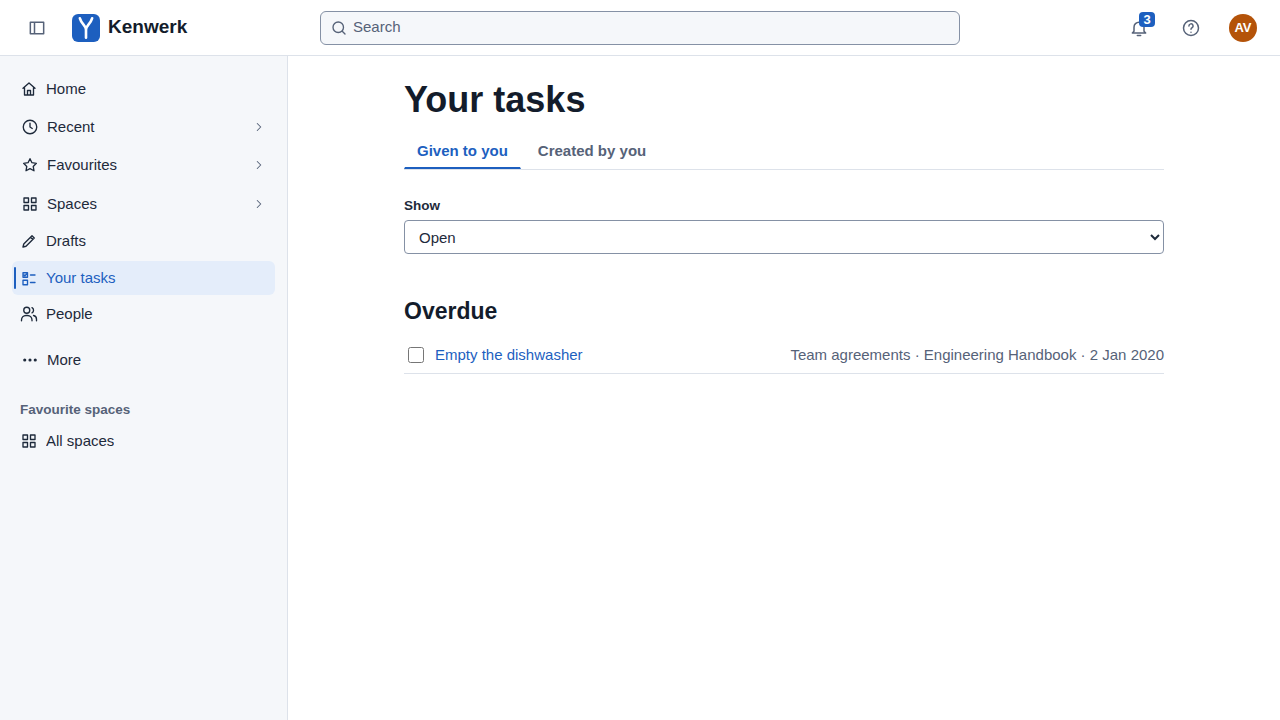 Kenwerk
Search
3
AV
Home
Recent
Favourites
Spaces
Drafts
Your tasks
People
More
Favourite spaces
All spaces
Your tasks
Given to you
Created by you
Show
Open
Overdue
Empty the dishwasher
Team agreements · Engineering Handbook · 2 Jan 2020